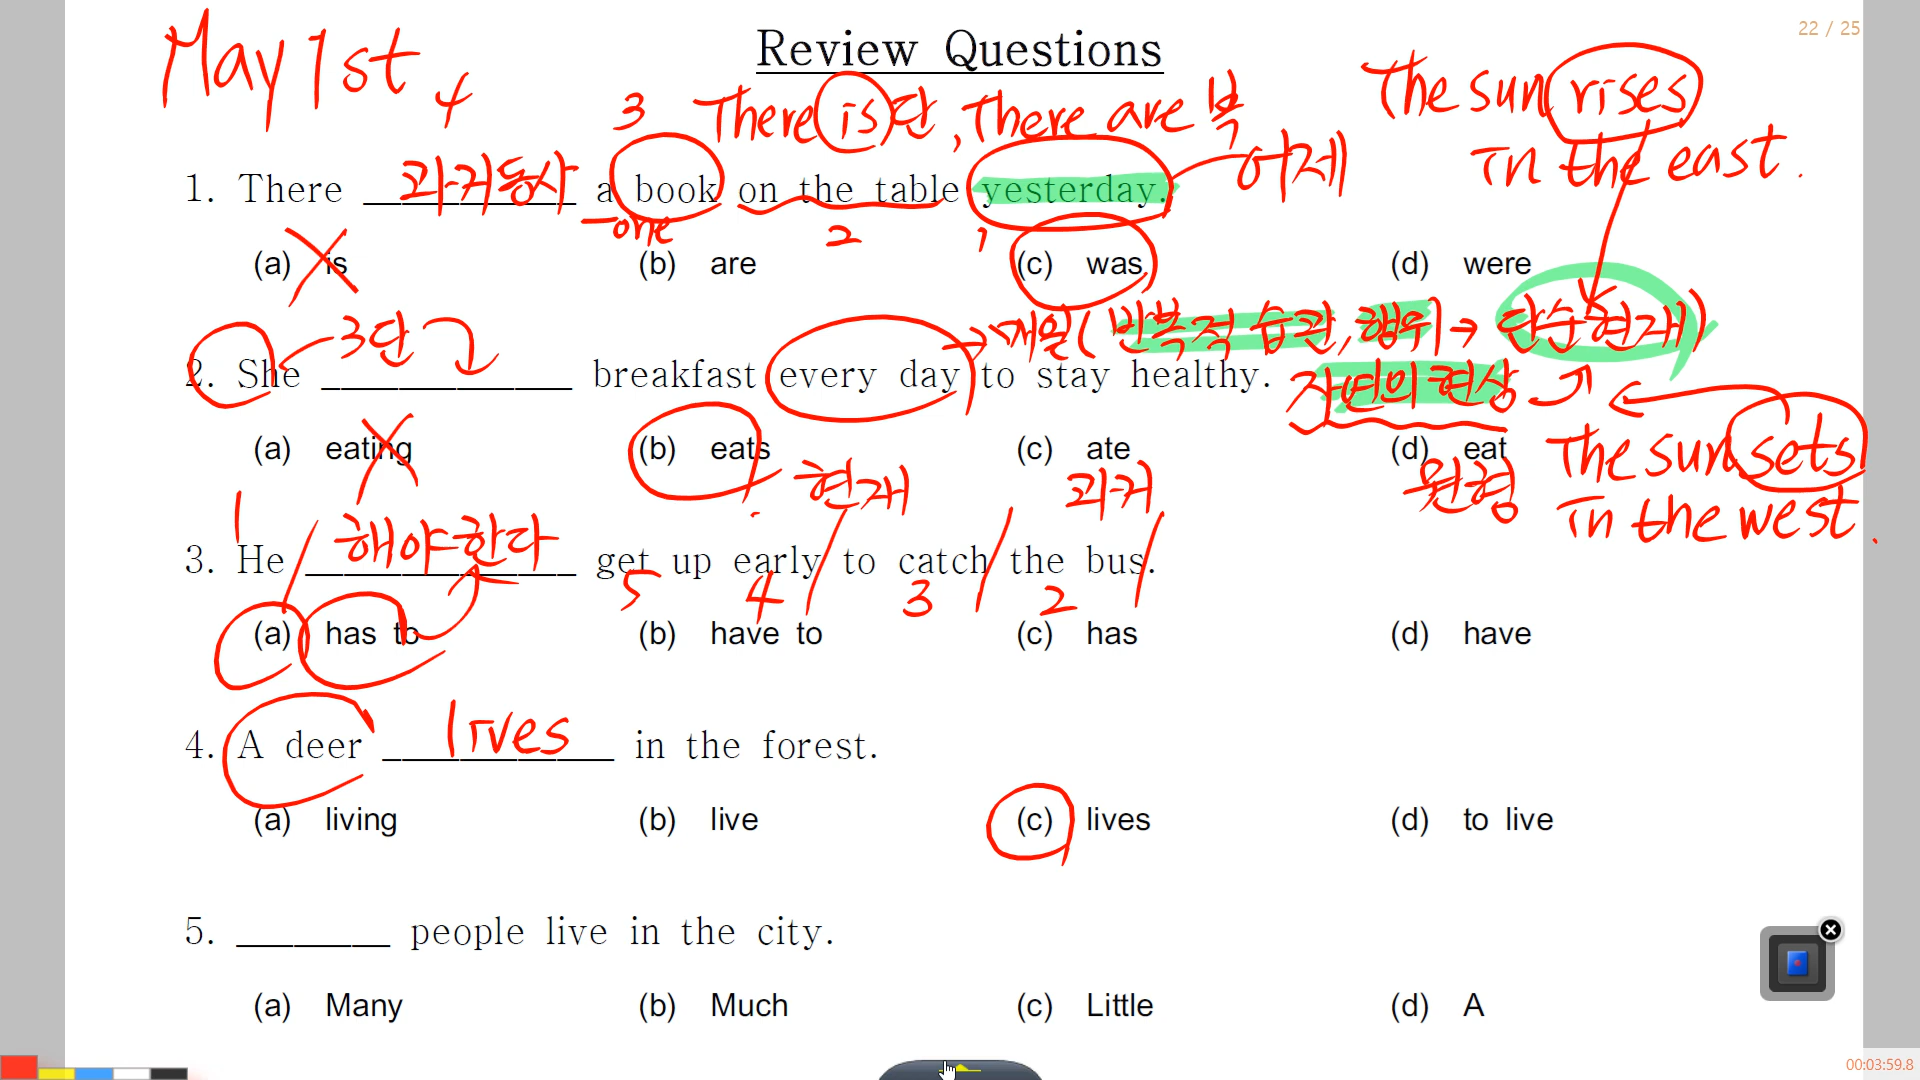 Review Questions
22 / 25
May 1st
4
3 There is 단, There are 복
The sun rises
in the east.
1. There 과거동사 a book on the table yesterday. 어제
one 2 1
(a) is (b) are (c) was (d) were
3단
개월( 반복적 습관, 행위 → 단순현재)
2. She ____________ breakfast every day to stay healthy.
자연의 현상
(a) eating (b) eats (c) ate (d) eat
현재 과거 원형
The sun sets
in the west.
1 해야한다
3. He ____________ get up early to catch the bus.
5 4 3 2
(a) has to (b) have to (c) has (d) have
4. A deer lives in the forest.
(a) living (b) live (c) lives (d) to live
5. ________ people live in the city.
(a) Many (b) Much (c) Little (d) A
00:03:59.8